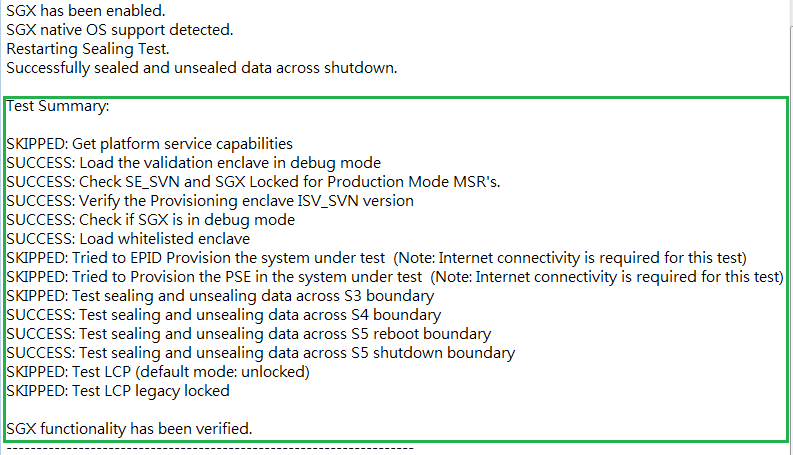 SGX has been enabled.
SGX native OS support detected.
Restarting Sealing Test.
Successfully sealed and unsealed data across shutdown.
Test Summary:
SKIPPED: Get platform service capabilities
SUCCESS: Load the validation enclave in debug mode
SUCCESS: Check SE_SVN and SGX Locked for Production Mode MSR's.
SUCCESS: Verify the Provisioning enclave ISV_SVN version
SUCCESS: Check if SGX is in debug mode
SUCCESS: Load whitelisted enclave
SKIPPED: Tried to EPID Provision the system under test  (Note: Internet connectivity is required for this test)
SKIPPED: Tried to Provision the PSE in the system under test  (Note: Internet connectivity is required for this test)
SKIPPED: Test sealing and unsealing data across S3 boundary
SUCCESS: Test sealing and unsealing data across S4 boundary
SUCCESS: Test sealing and unsealing data across S5 reboot boundary
SUCCESS: Test sealing and unsealing data across S5 shutdown boundary
SKIPPED: Test LCP (default mode: unlocked)
SKIPPED: Test LCP legacy locked
SGX functionality has been verified.
--------------------------------------------------------------------